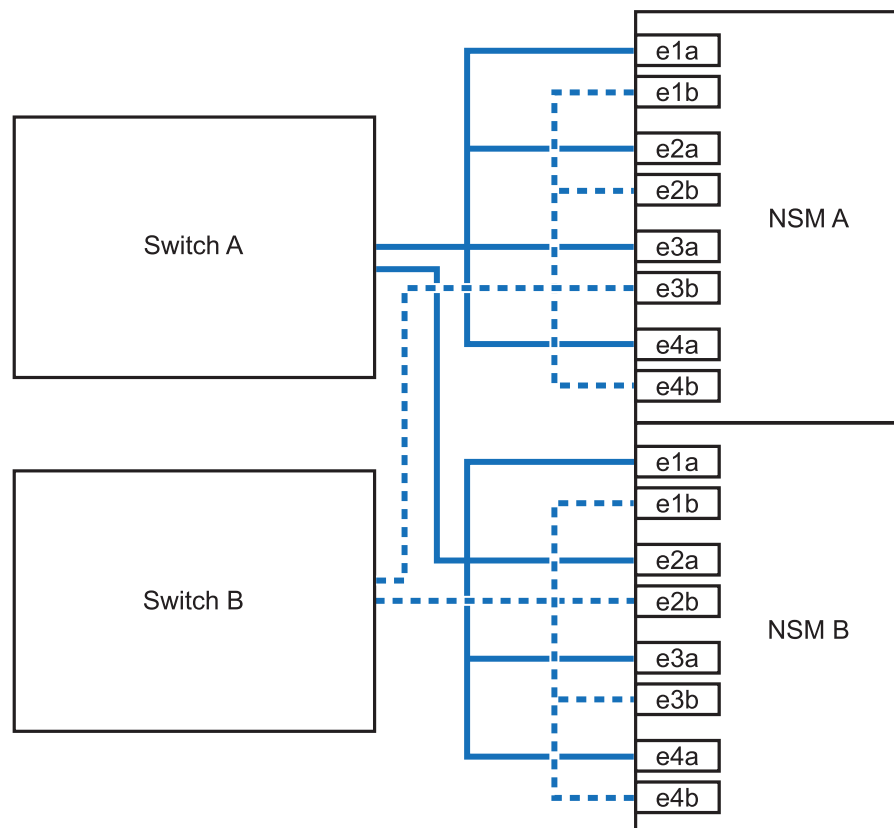 Switch A
Switch B
e1a
e1b
e2a
e2b
e3a
e3b
e4a
e4b
NSM A
e1a
e1b
e2a
e2b
e3a
e3b
e4a
e4b
NSM B